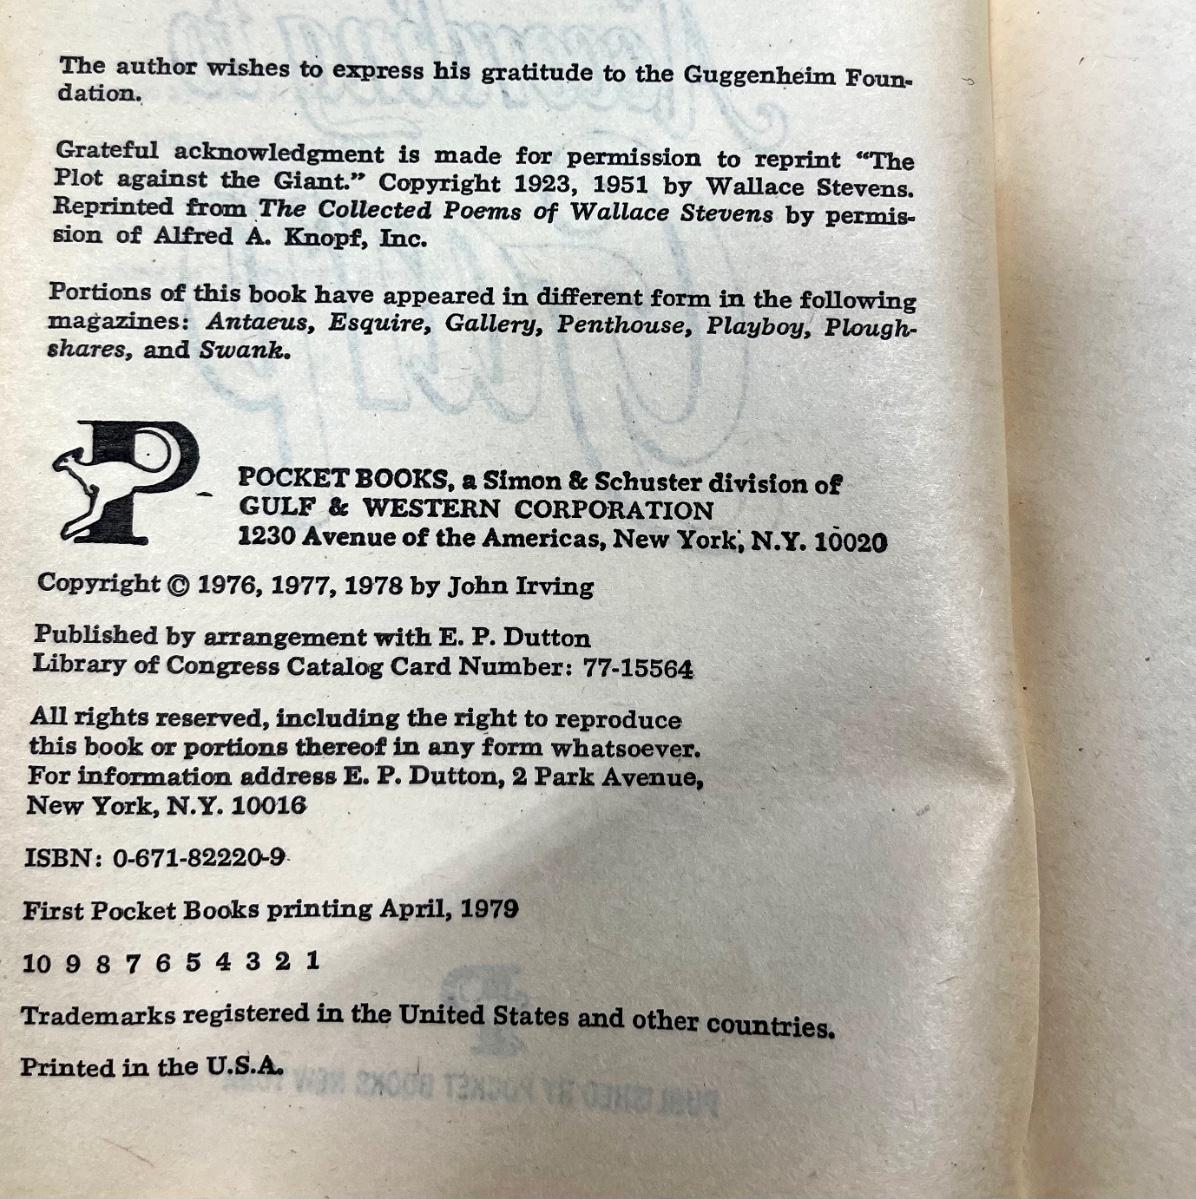 The author wishes to express his gratitude to the Guggenheim Foun-
dation.
Grateful acknowledgment is made for permission to reprint “The
Plot against the Giant.” Copyright 1923, 1951 by Wallace Stevens.
Reprinted from The Collected Poems of Wallace Stevens by permis-
sion of Alfred A. Knopf, Inc.
Portions of this book have appeared in different form in the following
magazines: Antaeus, Esquire, Gallery, Penthouse, Playboy, Plough-
shares, and Swank.
P
POCKET BOOKS, a Simon & Schuster division of
GULF & WESTERN CORPORATION
1230 Avenue of the Americas, New York, N.Y. 10020
Copyright © 1976, 1977, 1978 by John Irving
Published by arrangement with E. P. Dutton
Library of Congress Catalog Card Number: 77-15564
All rights reserved, including the right to reproduce
this book or portions thereof in any form whatsoever.
For information address E. P. Dutton, 2 Park Avenue,
New York, N.Y. 10016
ISBN: 0-671-82220-9
First Pocket Books printing April, 1979
10 9 8 7 6 5 4 3 2 1
Trademarks registered in the United States and other countries.
Printed in the U.S.A.